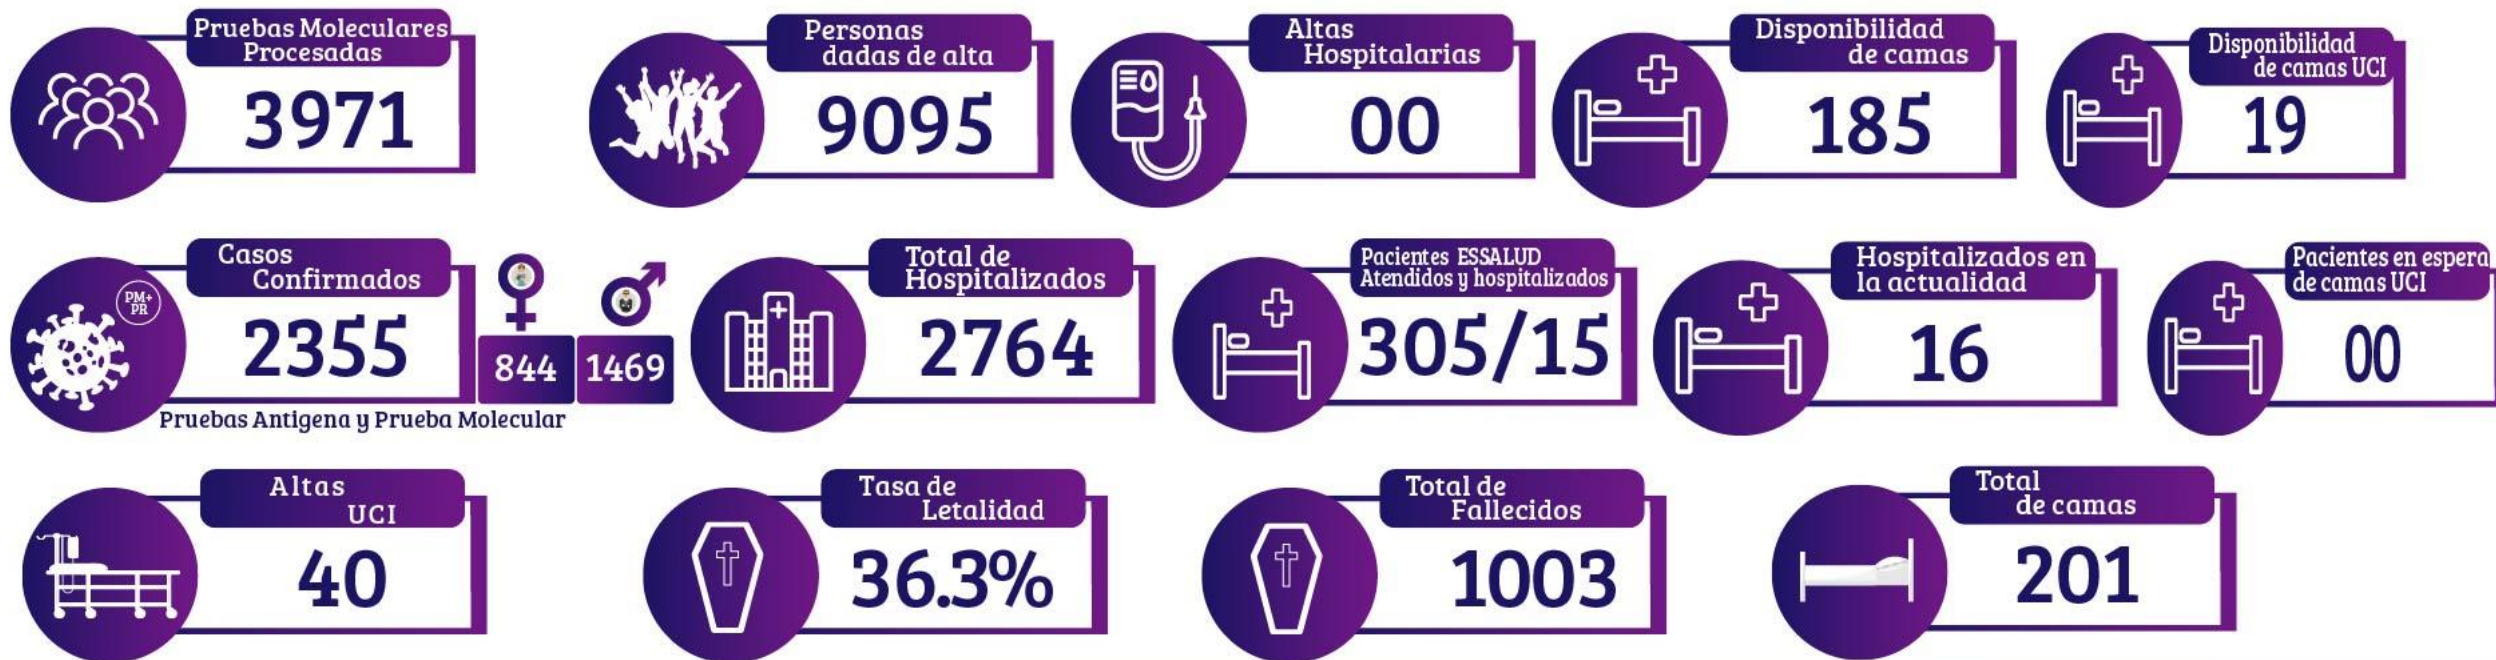 Pruebas Moleculares
Procesadas
3971
Personas
dadas de alta
9095
Altas
Hospitalarias
00
Disponibilidad
de camas
185
Disponibilidad
de camas UCI
19
Casos
Confirmados
PM+
PR
2355
844
1469
Pruebas Antigena y Prueba Molecular
Total de
Hospitalizados
2764
Pacientes ESSALUD
Atendidos y hospitalizados
305/15
Hospitalizados en
la actualidad
16
Pacientes en espera
de camas UCI
00
Altas
UCI
40
Tasa de
Letalidad
36.3%
Total de
Fallecidos
1003
Total
de camas
201